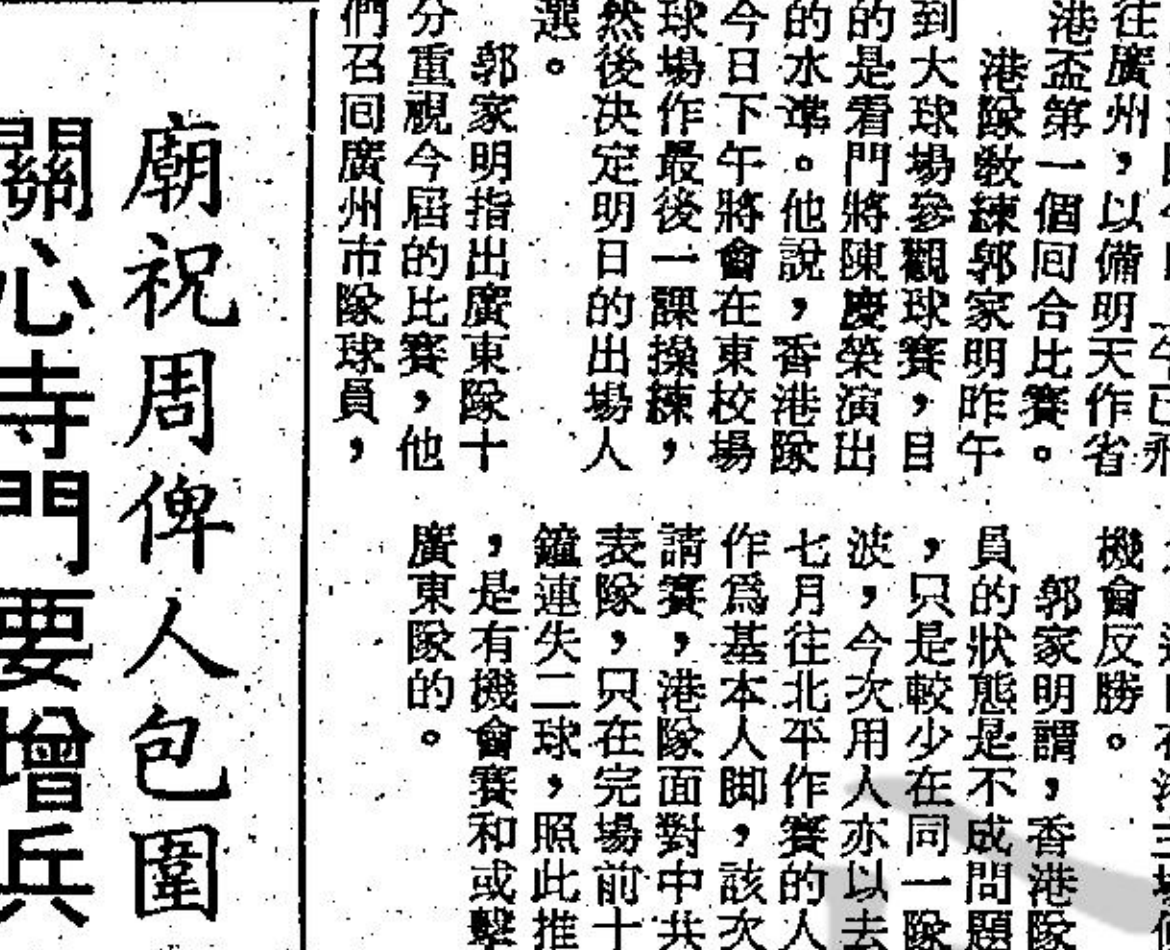 午已飛
往廣州，以備明天作省
港盃第一個回合比賽。
港隊教練郭家明昨午
到大球場參觀球賽，目
的是看門將陳慶榮演出
的水準。他說，香港隊
今日下午將會在東校場
球場作最後一課操練，
然後决定明日的出場人
選。
郭家明指出廣東隊十
分重視今屆的比賽，他
們召回廣州市隊球員，
機會反勝。
郭家明謂，香港隊
員的狀態是不成問題
，只是較少在同一隊
波，今次用人亦以去
七月往北平作賽的人
作爲基本人脚，該次
請賽，港隊面對中共
表隊，只在完場前十
鐘連失二球，照此推
，是有機會賽和或擊
廣東隊的。
廟祝周俾人包圍
關心寺門要增兵